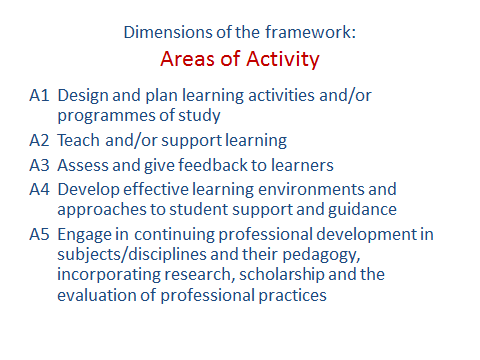 Dimensions of the framework:
Areas of Activity
A1 Design and plan learning activities and/or
programmes of study
A2 Teach and/or support learning
A3 Assess and give feedback to learners
A4 Develop effective learning environments and
approaches to student support and guidance
A5 Engage in continuing professional development in
subjects/disciplines and their pedagogy,
incorporating research, scholarship and the
evaluation of professional practices